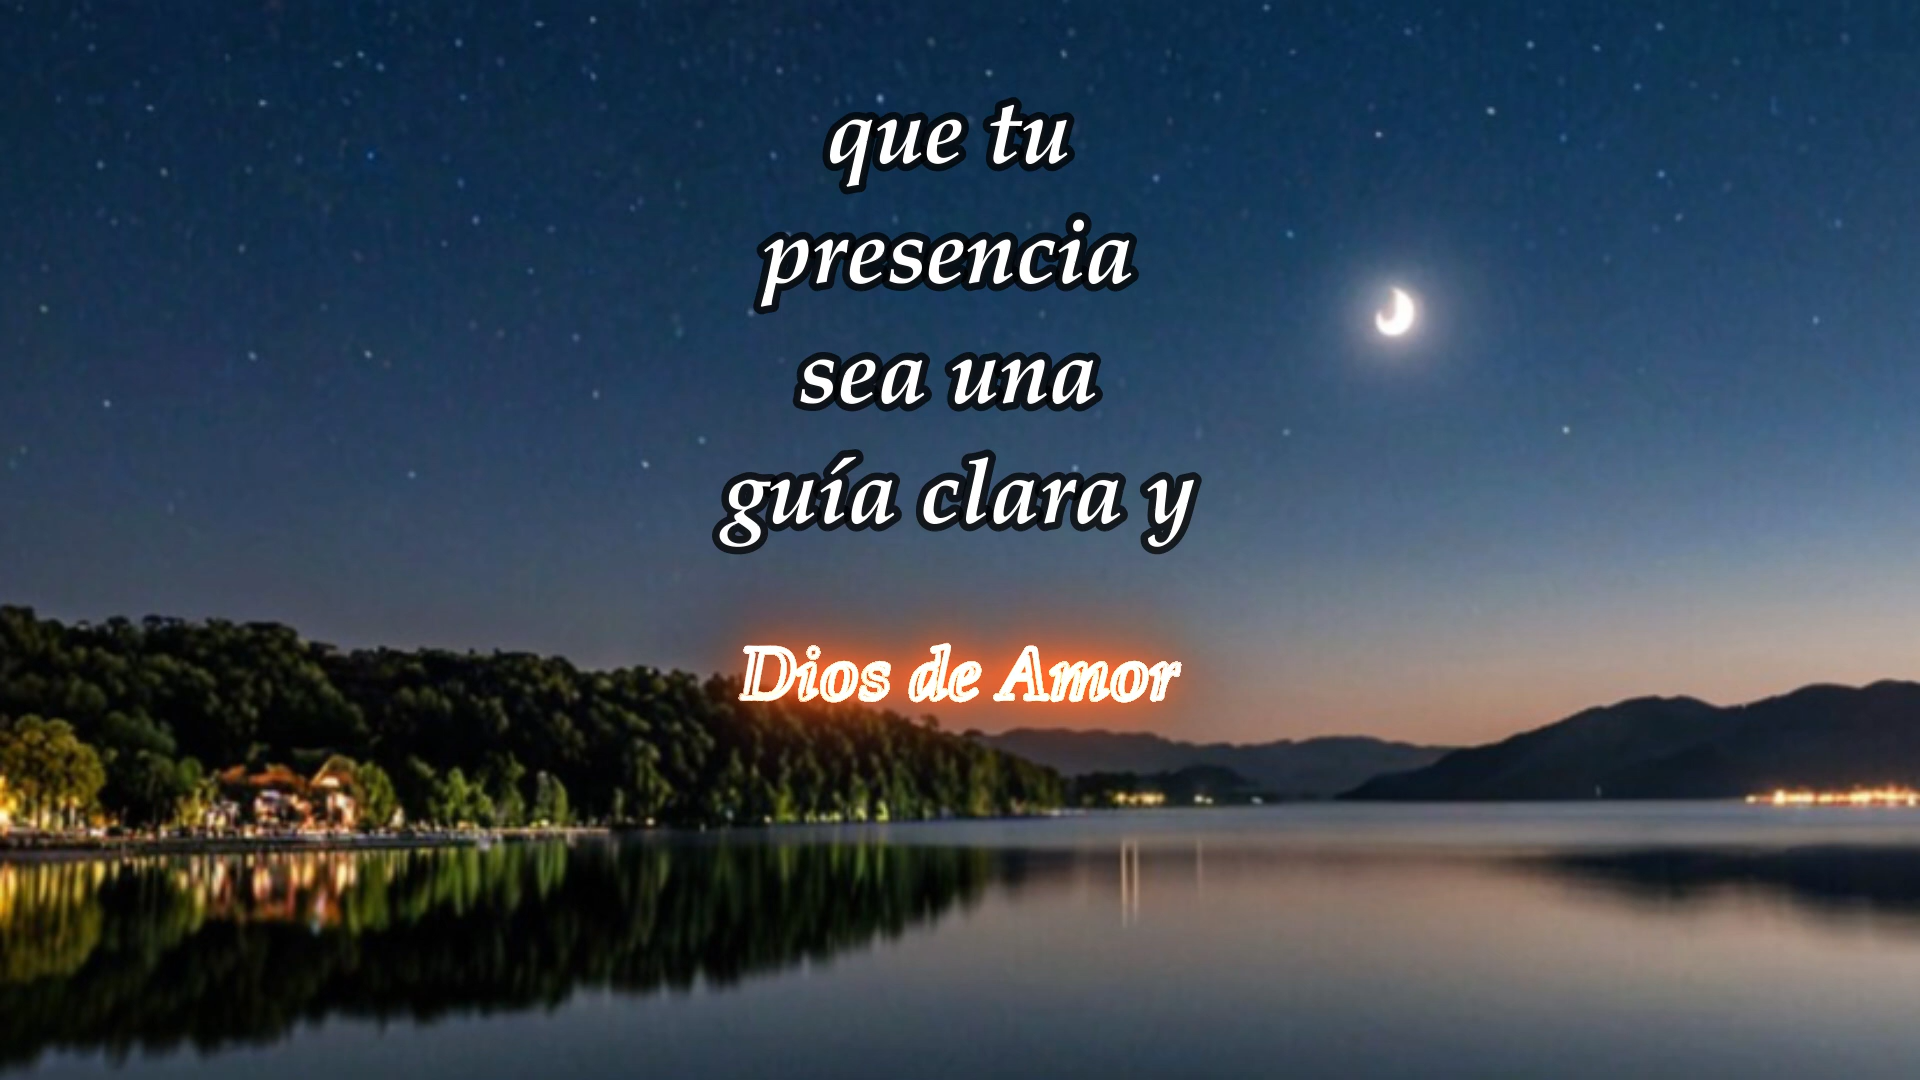 que tu
presencia
sea una
guía clara y
Dios de Amor